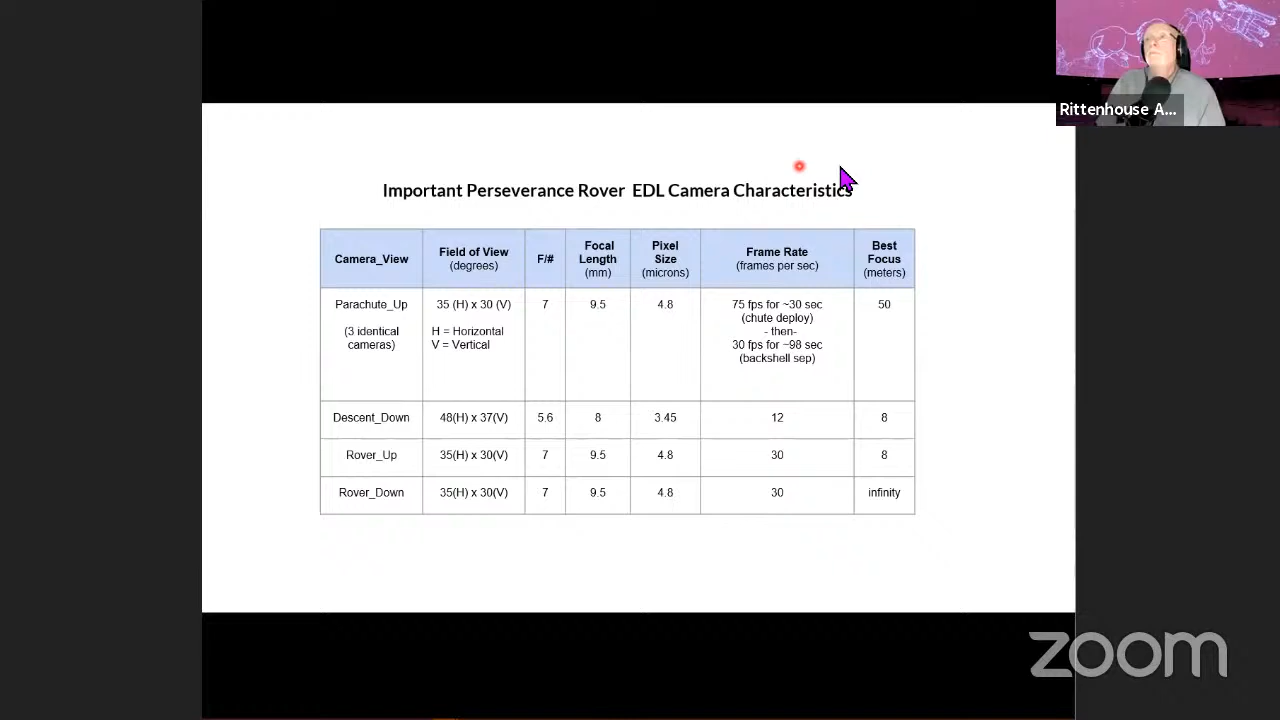 Rittenhouse A...
Important Perseverance Rover EDL Camera Characteristics
Camera_View Field of View (degrees) F/# Focal Length (mm) Pixel Size (microns) Frame Rate (frames per sec) Best Focus (meters)
Parachute_Up 35 (H) x 30 (V) 7 9.5 4.8 75 fps for ~30 sec 50
(chute deploy)
(3 identical H = Horizontal - then-
cameras) V = Vertical 30 fps for ~98 sec
(backshell sep)
Descent_Down 48(H) x 37(V) 5.6 8 3.45 12 8
Rover_Up 35(H) x 30(V) 7 9.5 4.8 30 8
Rover_Down 35(H) x 30(V) 7 9.5 4.8 30 infinity
zoom